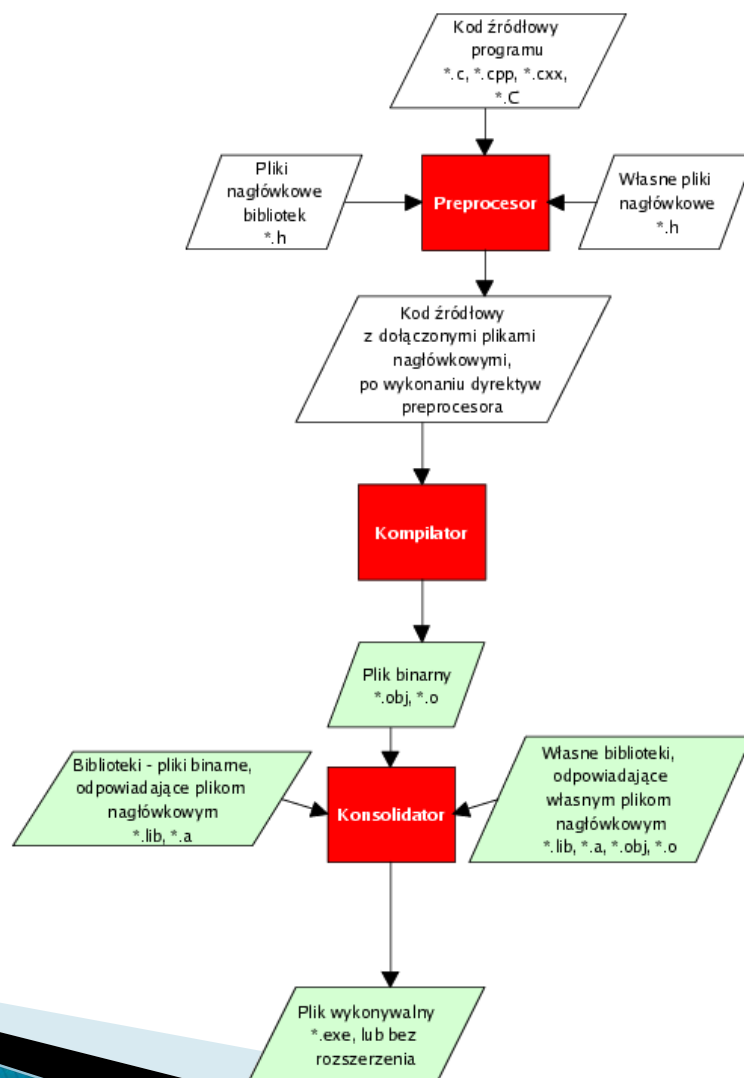 Kod źródłowy
programu
*.c, *.cpp, *.cxx,
*.C
Pliki
nagłówkowe
bibliotek
*.h
Preprocesor
Własne pliki
nagłówkowe
*.h
Kod źródłowy
z dołączonymi plikami
nagłówkowymi,
po wykonaniu dyrektyw
preprocesora
Kompilator
Plik binarny
*.obj, *.o
Biblioteki - pliki binarne,
odpowiadające plikom
nagłówkowym
*.lib, *.a
Konsolidator
Własne biblioteki,
odpowiadające
własnym plikom
nagłówkowym
*.lib, *.a, *.obj, *.o
Plik wykonywalny
*.exe, lub bez
rozszerzenia